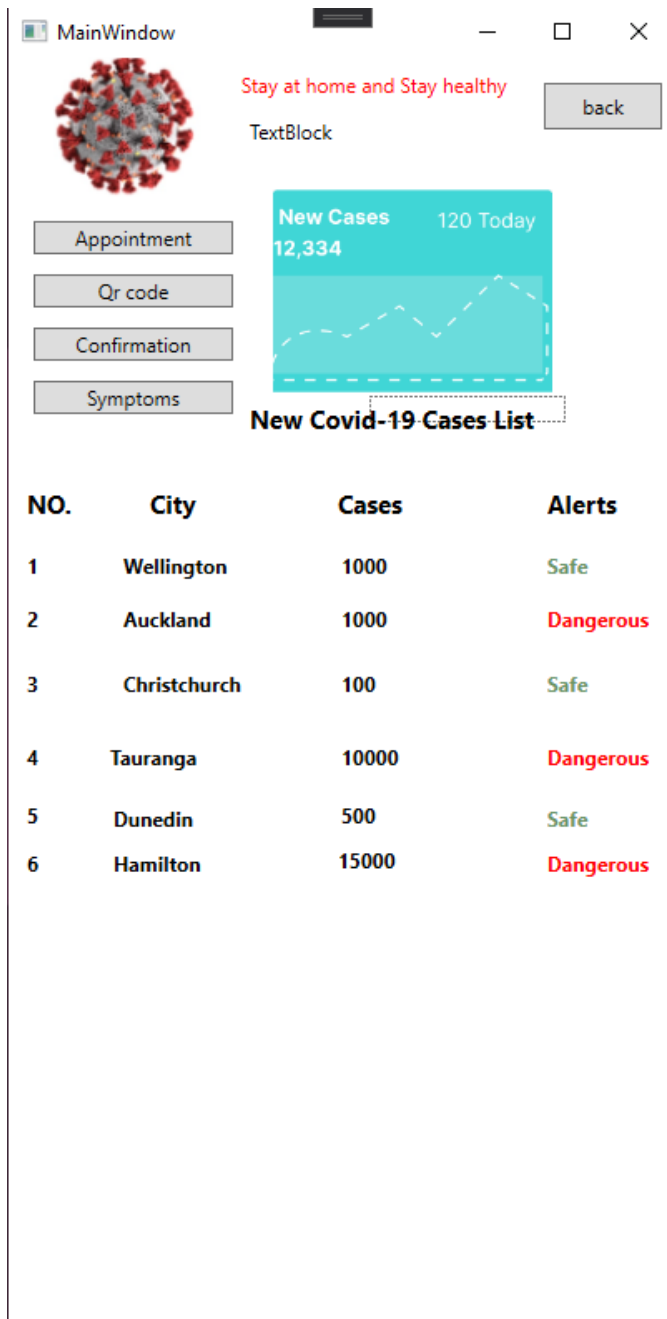 MainWindow
Stay at home and Stay healthy
back
TextBlock
New Cases 120 Today
12,334
Appointment
Qr code
Confirmation
Symptoms
New Covid-19 Cases List
NO. City Cases Alerts
1 Wellington 1000 Safe
2 Auckland 1000 Dangerous
3 Christchurch 100 Safe
4 Tauranga 10000 Dangerous
5 Dunedin 500 Safe
6 Hamilton 15000 Dangerous